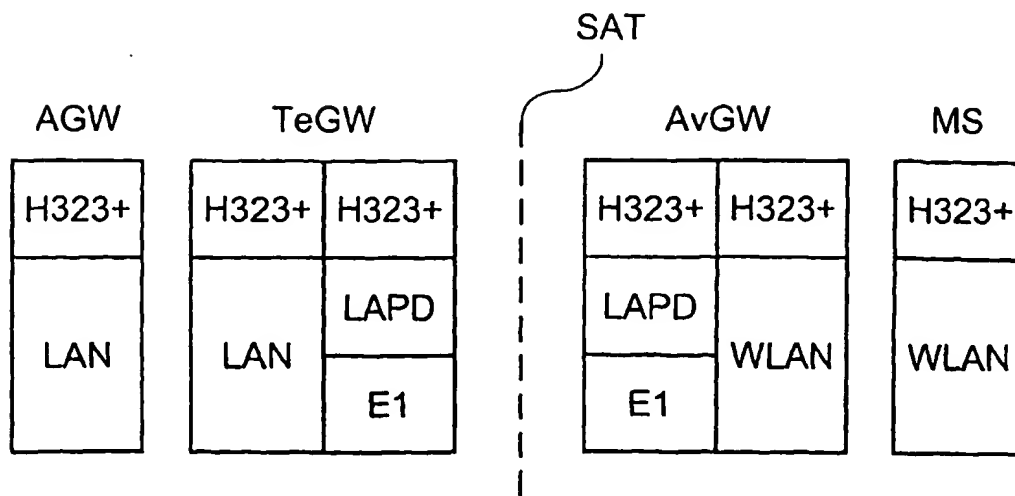 SAT
AGW TeGW AvGW MS
H323+ H323+ H323+ H323+ H323+ H323+
LAPD LAPD
LAN LAN WLAN WLAN
E1 E1